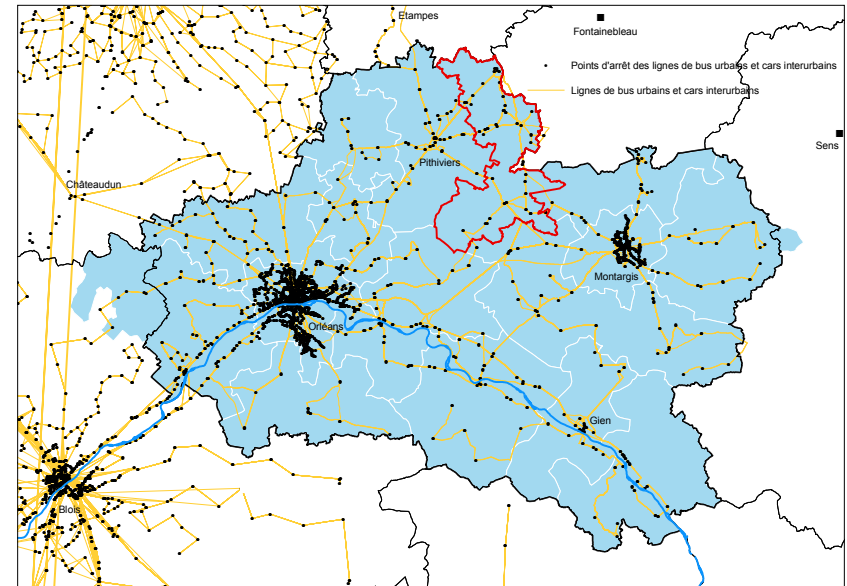 Etampes
Fontainebleau
Points d'arrêt des lignes de bus urbains et cars interurbains
Lignes de bus urbains et cars interurbains
Sens
Pithiviers
Châteaudun
Montargis
Orléans
Gien
Blois